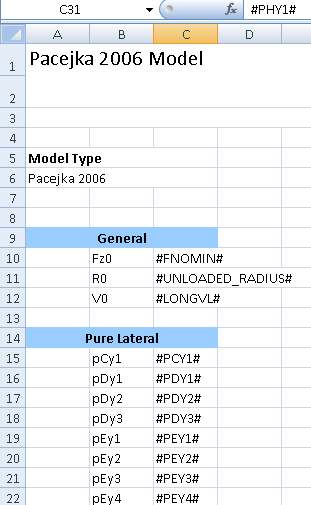 C31 fx #PHY1#
A B C D
1 Pacejka 2006 Model
2
3
4
5 Model Type
6 Pacejka 2006
7
8
9 General
10 Fz0 #FNOMIN#
11 R0 #UNLOADED_RADIUS#
12 V0 #LONGVL#
13
14 Pure Lateral
15 pCy1 #PCY1#
16 pDy1 #PDY1#
17 pDy2 #PDY2#
18 pDy3 #PDY3#
19 pEy1 #PEY1#
20 pEy2 #PEY2#
21 pEy3 #PEY3#
22 pEy4 #PEY4#